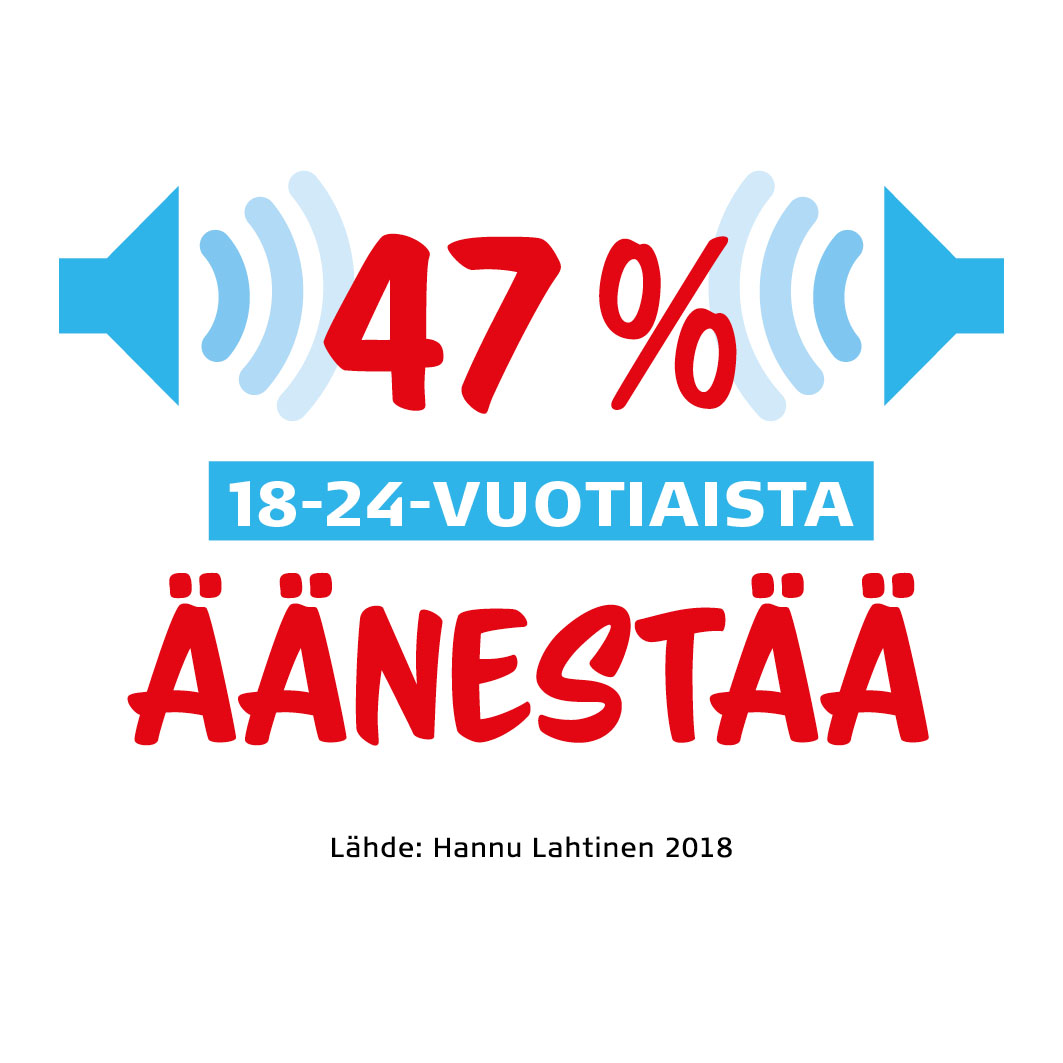 47 %
18-24-VUOTIAISTA
ÄÄNESTÄÄ
Lähde: Hannu Lahtinen 2018